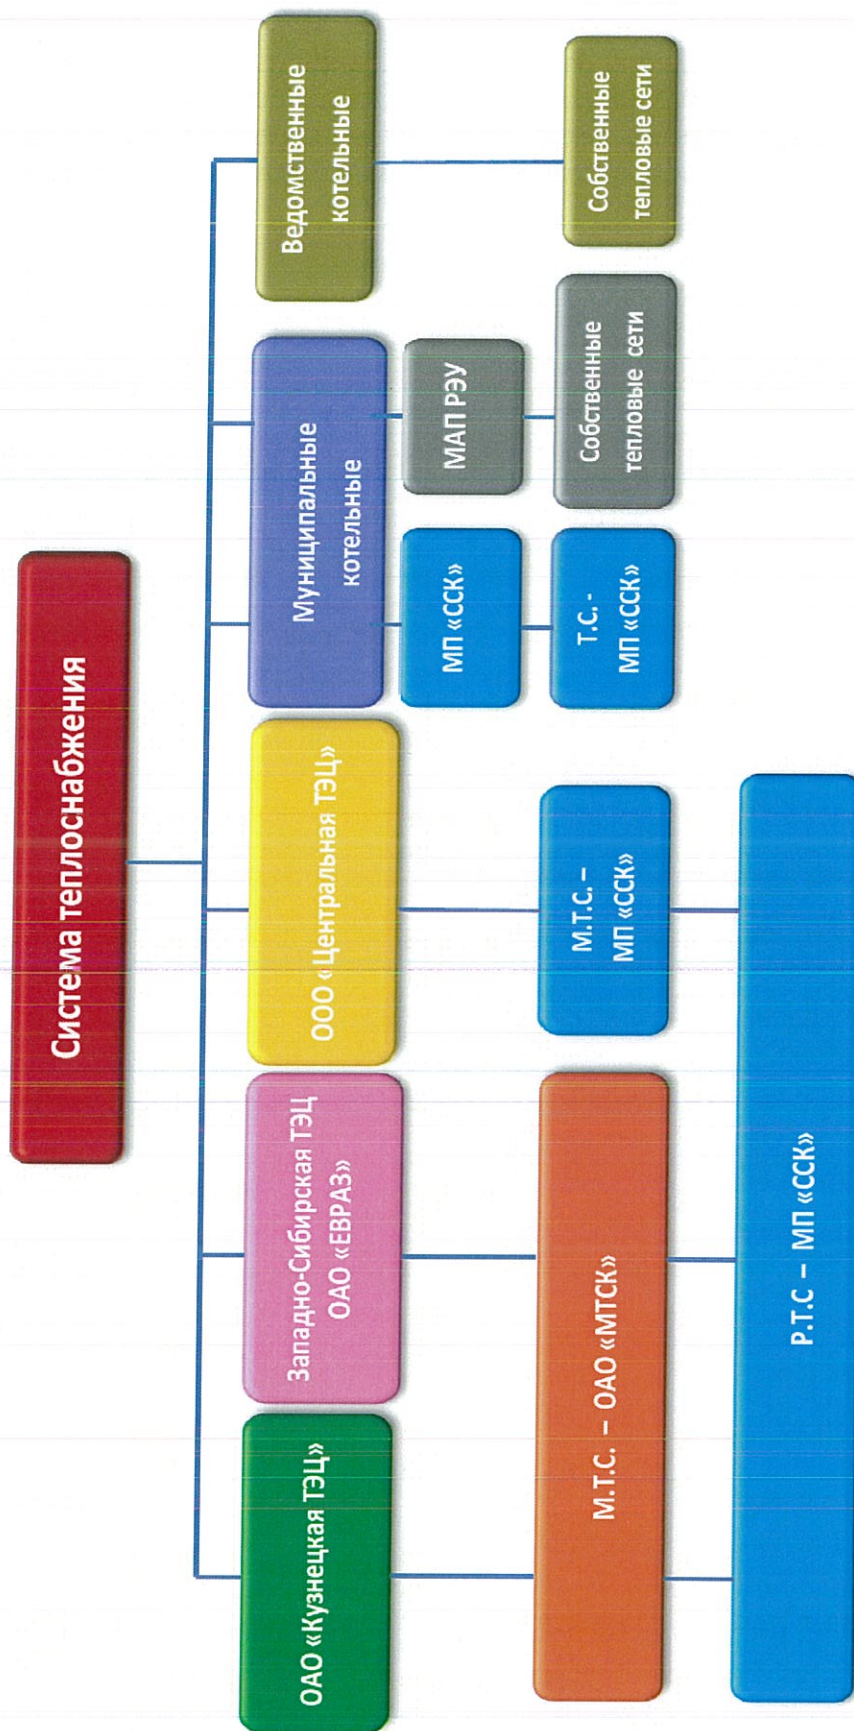 Система теплоснабжения
ОАО «Кузнецкая ТЭЦ»
Западно-Сибирская ТЭЦ
ОАО «ЕВРАЗ»
ООО «Центральная ТЭЦ»
Муниципальные
котельные
Ведомственные
котельные
МП «ССК»
МАП РЭУ
М.Т.С. – ОАО «МТСК»
М.Т.С. –
МП «ССК»
Т.С. -
МП «ССК»
Собственные
тепловые сети
Собственные
тепловые сети
Р.Т.С – МП «ССК»